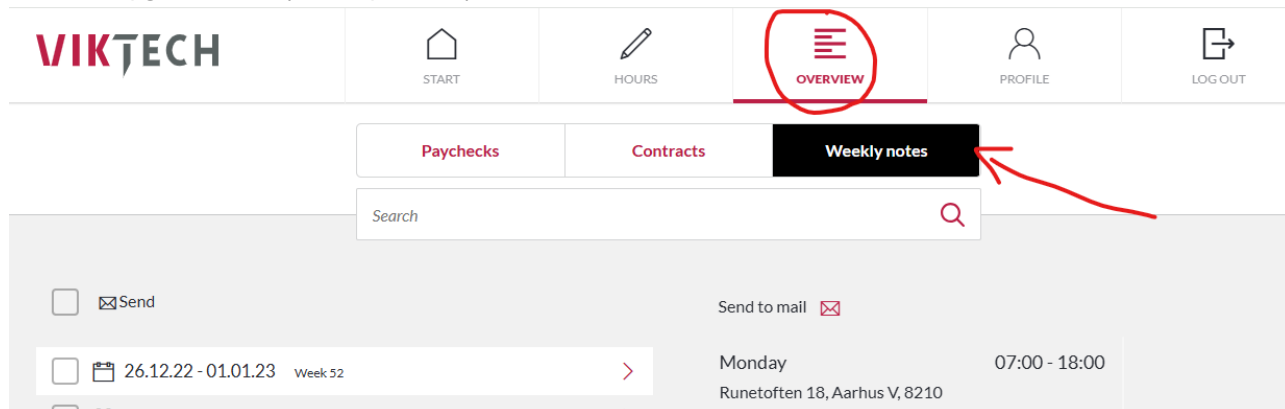 VIKTECH
START
HOURS
OVERVIEW
PROFILE
LOG OUT
Paychecks
Contracts
Weekly notes
Search
Send
Send to mail
26.12.22 - 01.01.23 Week 52
Monday 07:00 - 18:00
Runetoften 18, Aarhus V, 8210